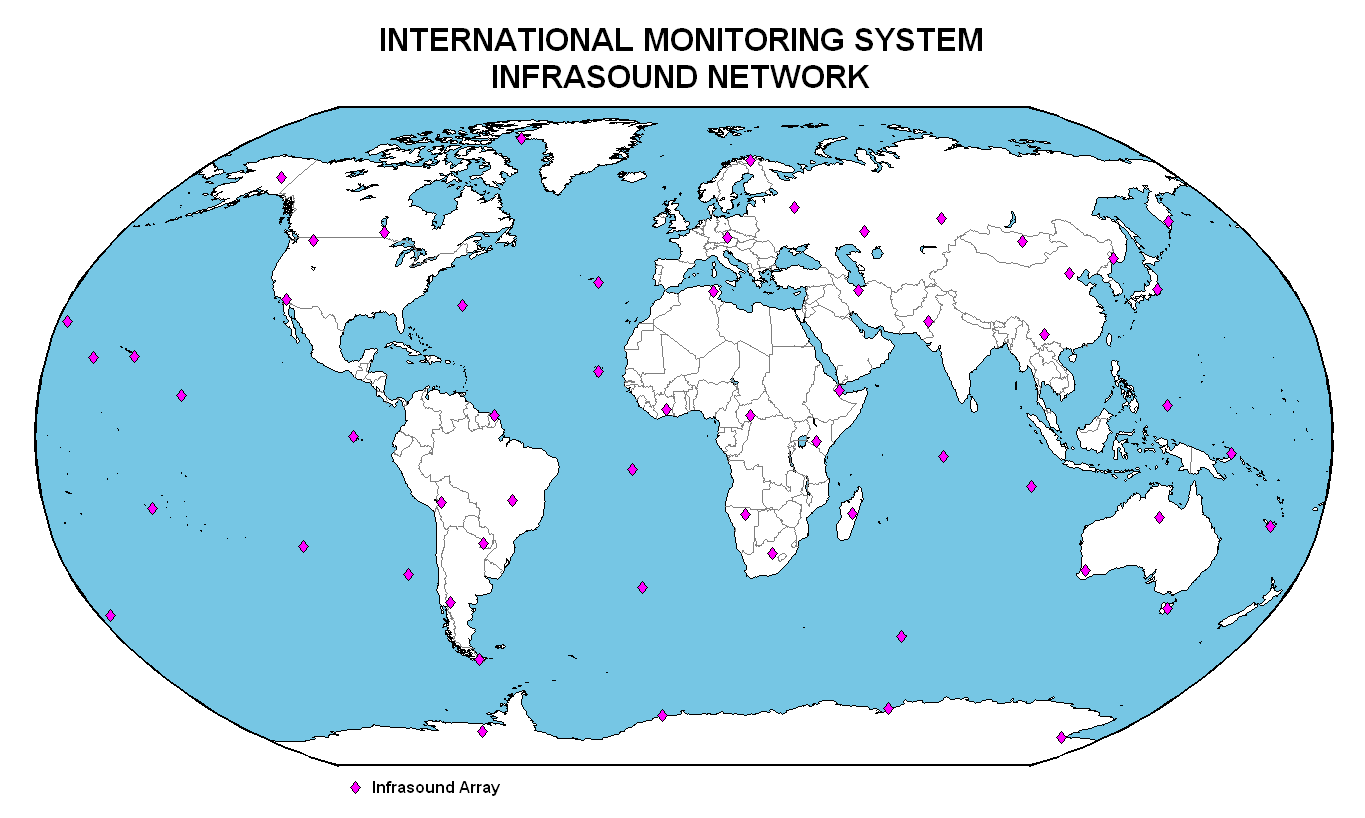 INTERNATIONAL MONITORING SYSTEM
INFRASOUND NETWORK
Infrasound Array